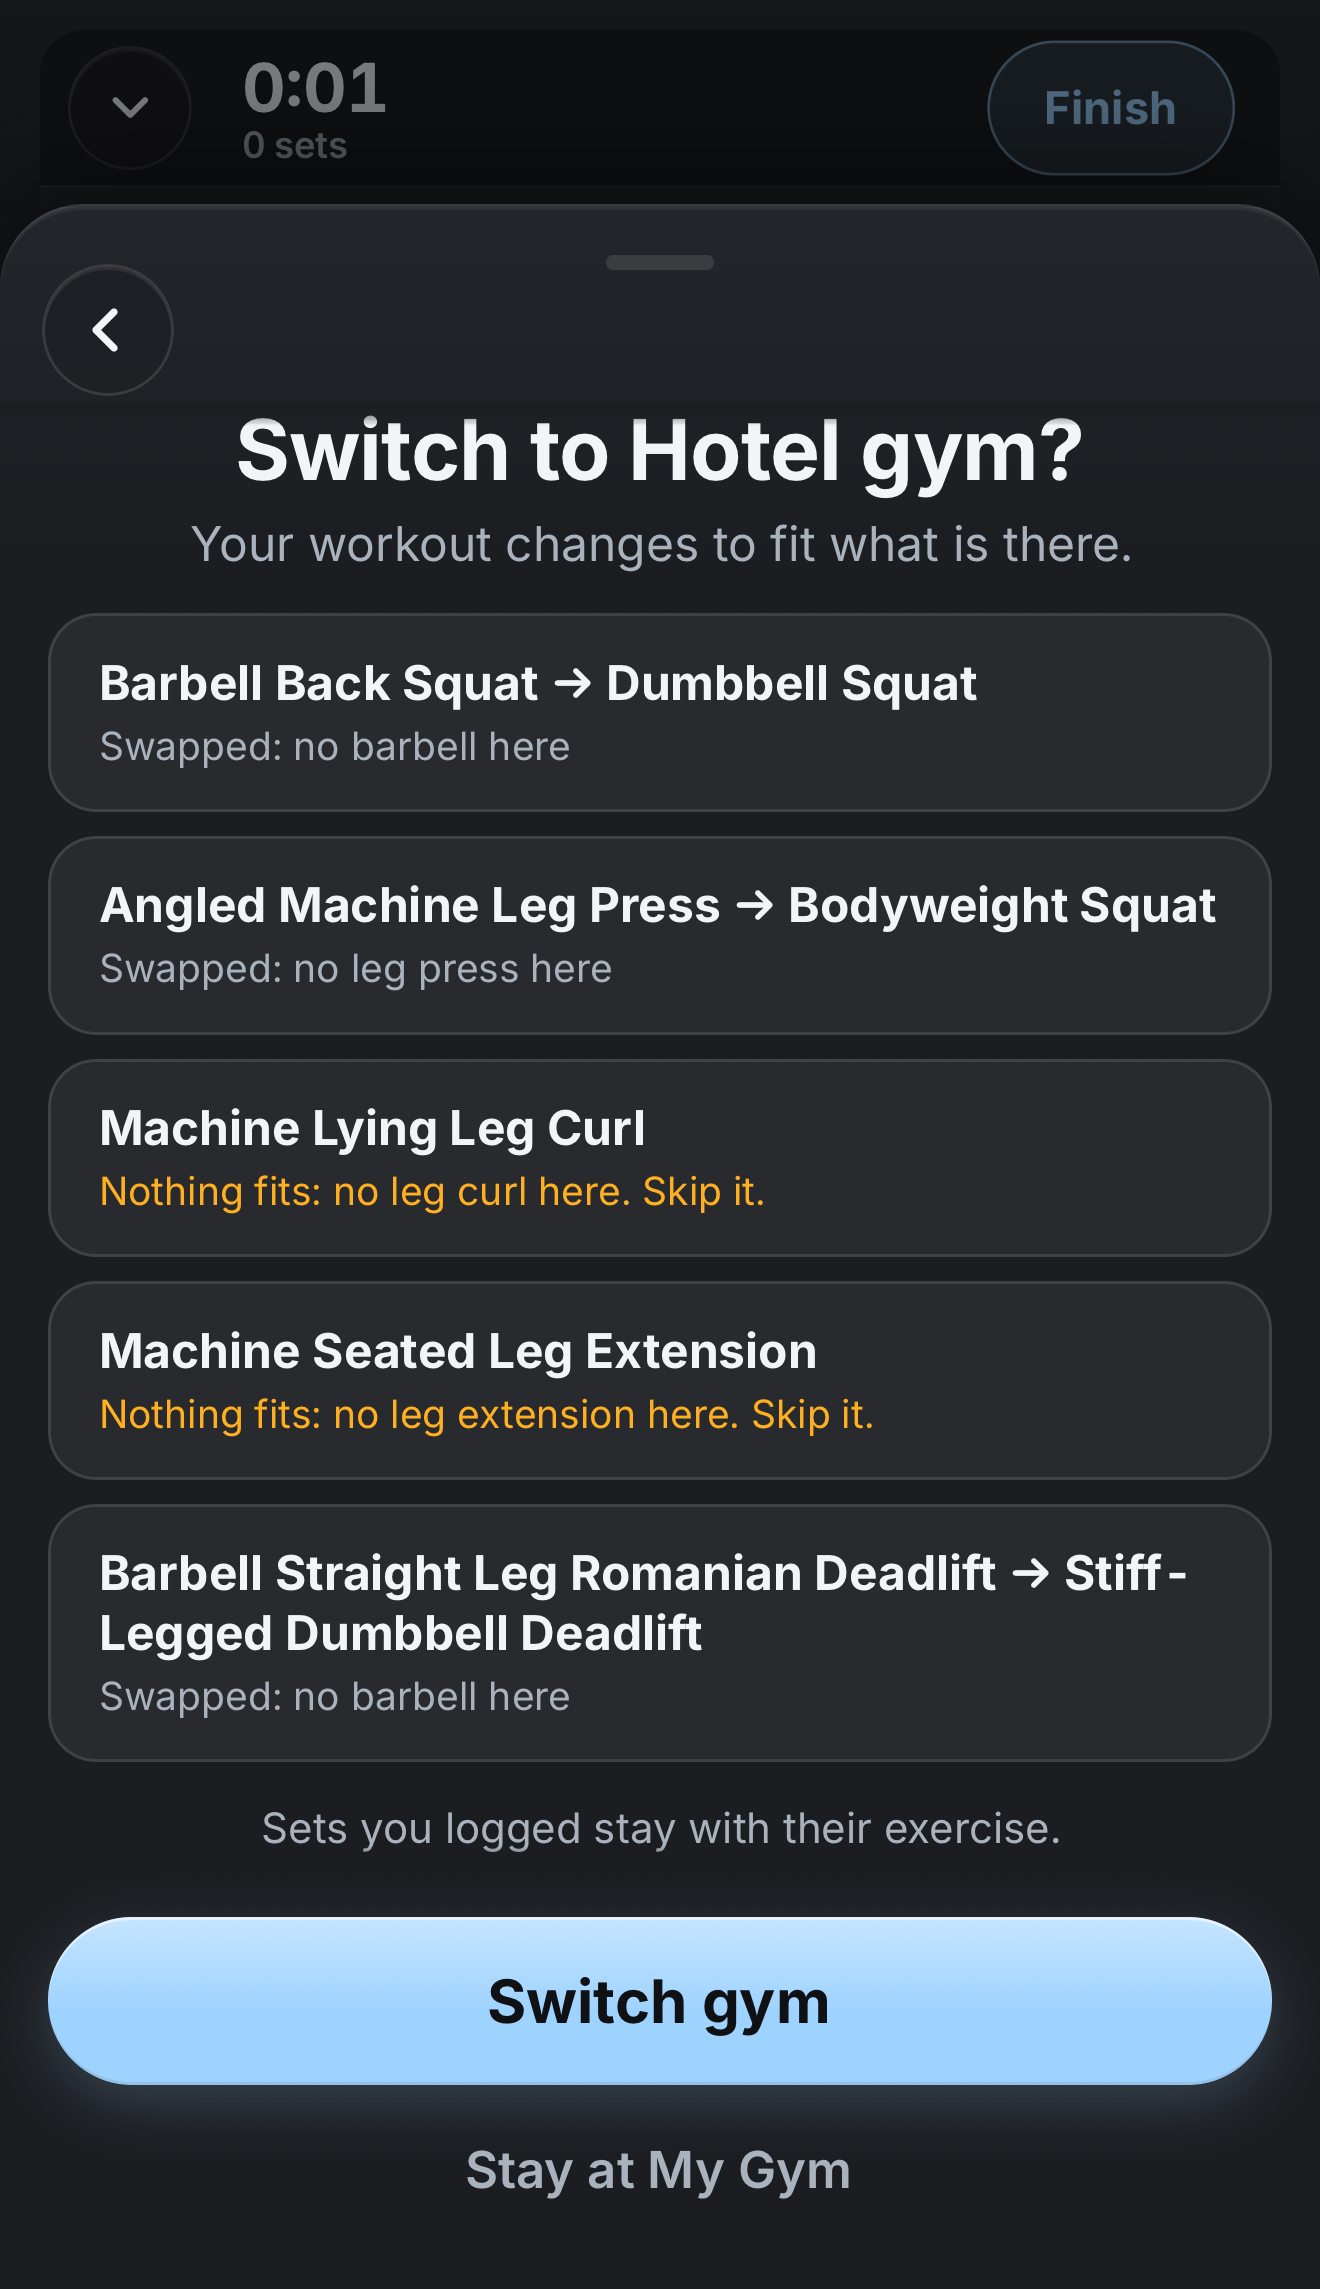 0:01
0 sets
Finish
Switch to Hotel gym?
Your workout changes to fit what is there.
Barbell Back Squat → Dumbbell Squat
Swapped: no barbell here
Angled Machine Leg Press → Bodyweight Squat
Swapped: no leg press here
Machine Lying Leg Curl
Nothing fits: no leg curl here. Skip it.
Machine Seated Leg Extension
Nothing fits: no leg extension here. Skip it.
Barbell Straight Leg Romanian Deadlift → Stiff-
Legged Dumbbell Deadlift
Swapped: no barbell here
Sets you logged stay with their exercise.
Switch gym
Stay at My Gym